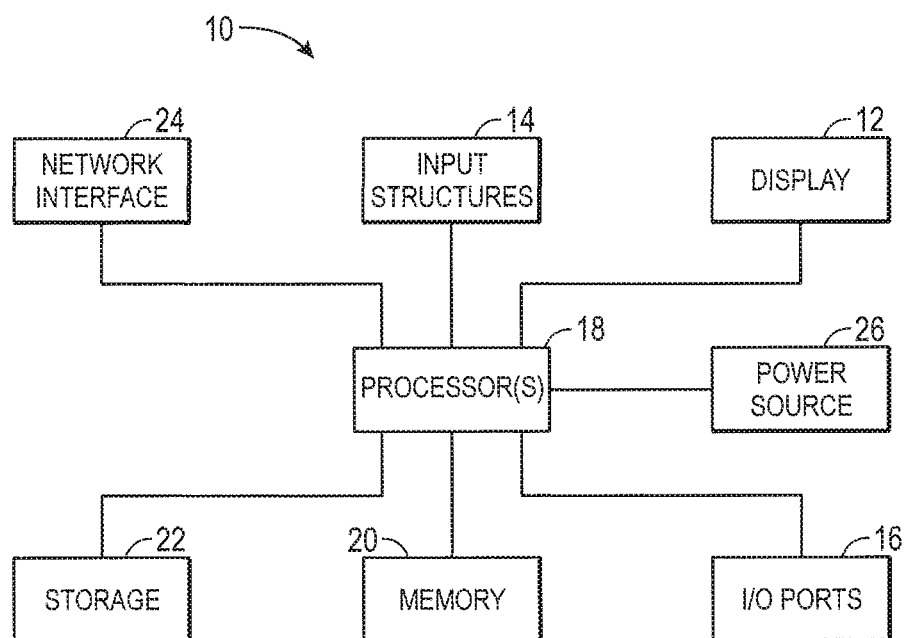 10
24
NETWORK
INTERFACE
14
INPUT
STRUCTURES
12
DISPLAY
18
PROCESSOR(S)
26
POWER
SOURCE
22
STORAGE
20
MEMORY
16
I/O PORTS